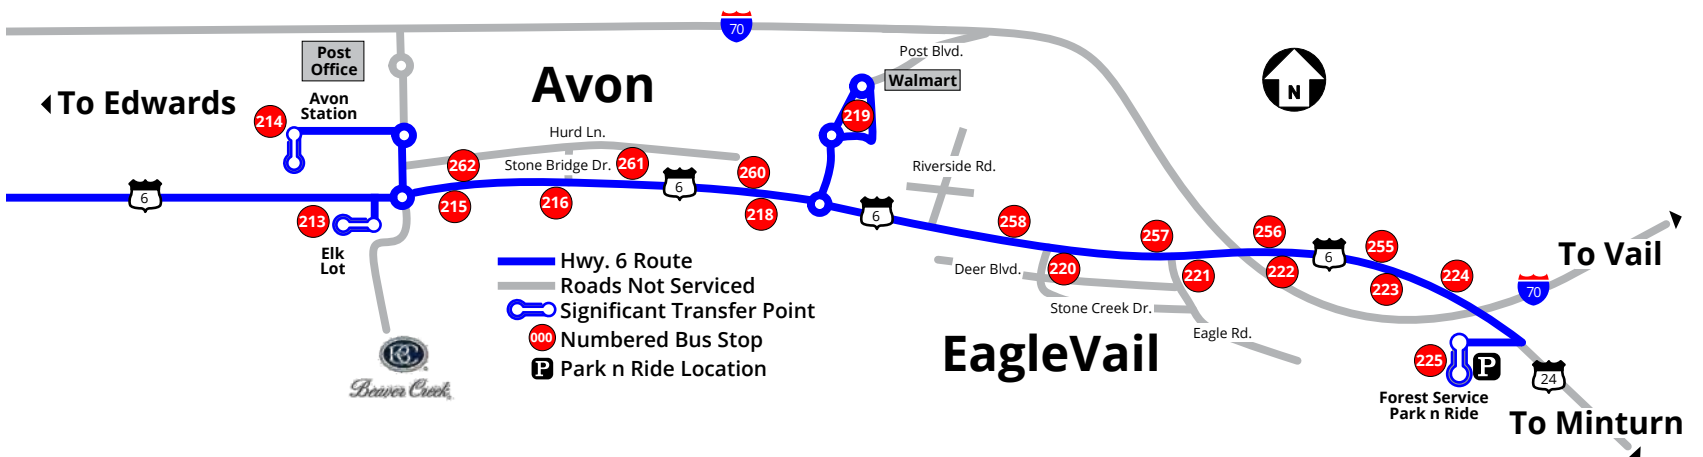 70
Post
Office
Post Blvd.
Walmart
Avon
To Edwards
Avon
Station
214
219
N
Hurd Ln.
262
Stone Bridge Dr.
261
260
Riverside Rd.
6
6
213
215
216
218
6
258
257
256
255
6
Elk
Lot
Hwy. 6 Route
Roads Not Serviced
Significant Transfer Point
000 Numbered Bus Stop
P Park n Ride Location
Deer Blvd.
220
221
222
223
224
To Vail
70
Stone Creek Dr.
Eagle Rd.
EagleVail
BC
Beaver Creek
225
P
24
Forest Service
Park n Ride
To Minturn